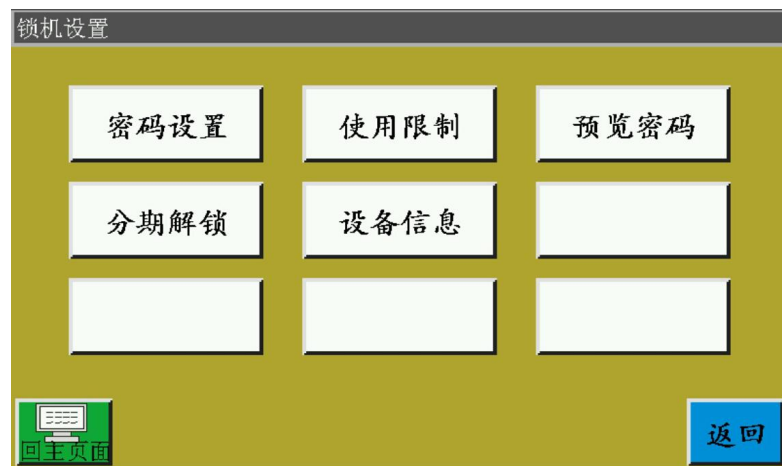 锁机设置
密码设置
使用限制
预览密码
分期解锁
设备信息
回主页面
返回